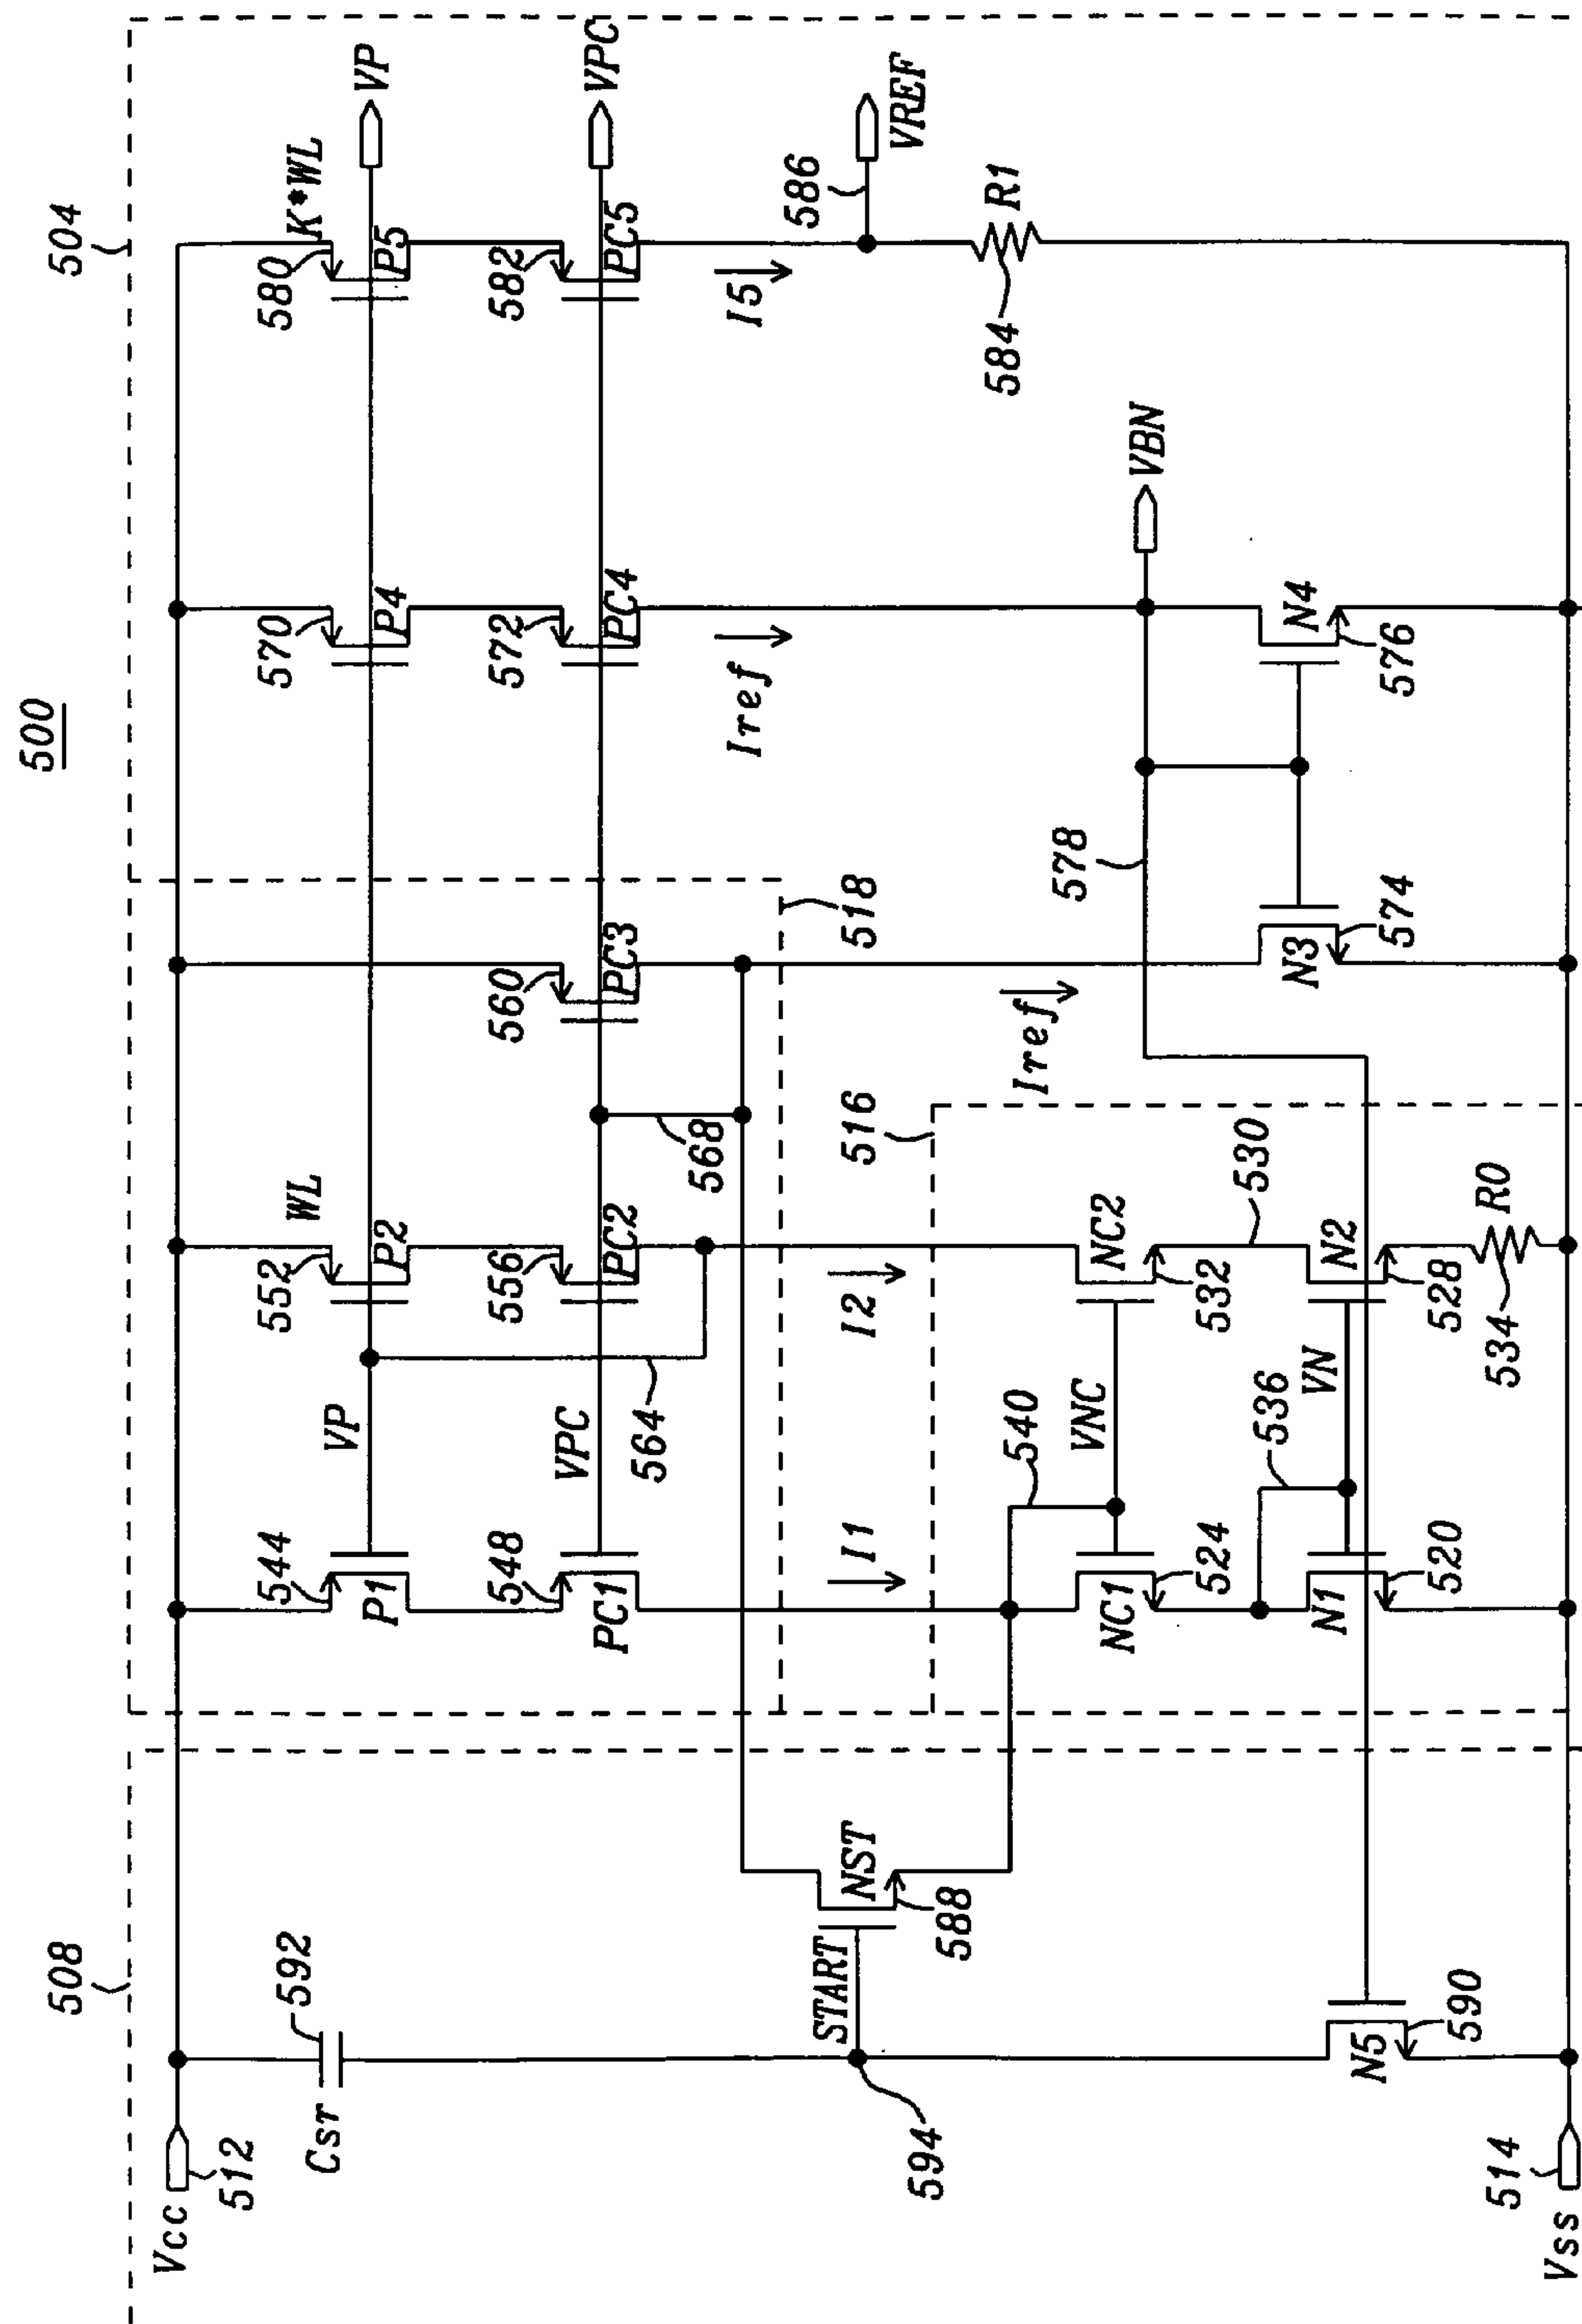 500
504
508
Vcc
512
592
Csr
544
P1
VP
552
WL
P2
570
P4
580
K*WL
P5
VP
548
PC1
VPC
556
PC2
560
PC3
572
PC4
582
PC5
VPC
564
568
518
I1
I2
Iref
I5
586
VREF
584
R1
START
NST
588
594
516
540
VNC
NC1
524
NC2
532
530
Iref
578
VBN
536
VN
N1
520
N2
528
534
R0
N3
574
N4
576
N5
590
Vss
514